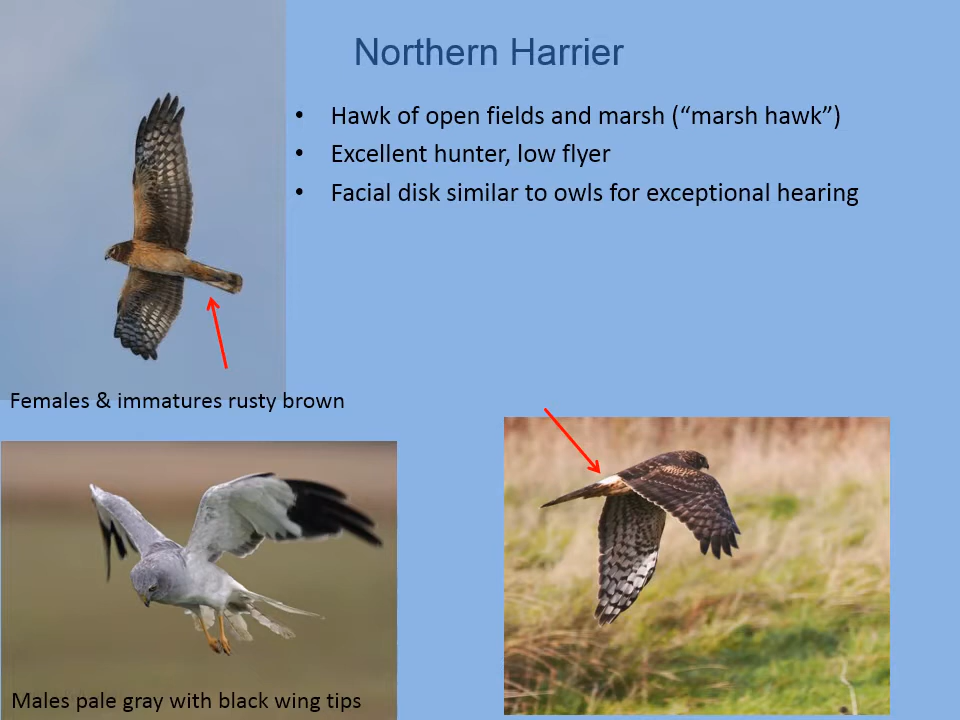 Northern Harrier
• Hawk of open fields and marsh (“marsh hawk”)
• Excellent hunter, low flyer
• Facial disk similar to owls for exceptional hearing
Females & immatures rusty brown
Males pale gray with black wing tips